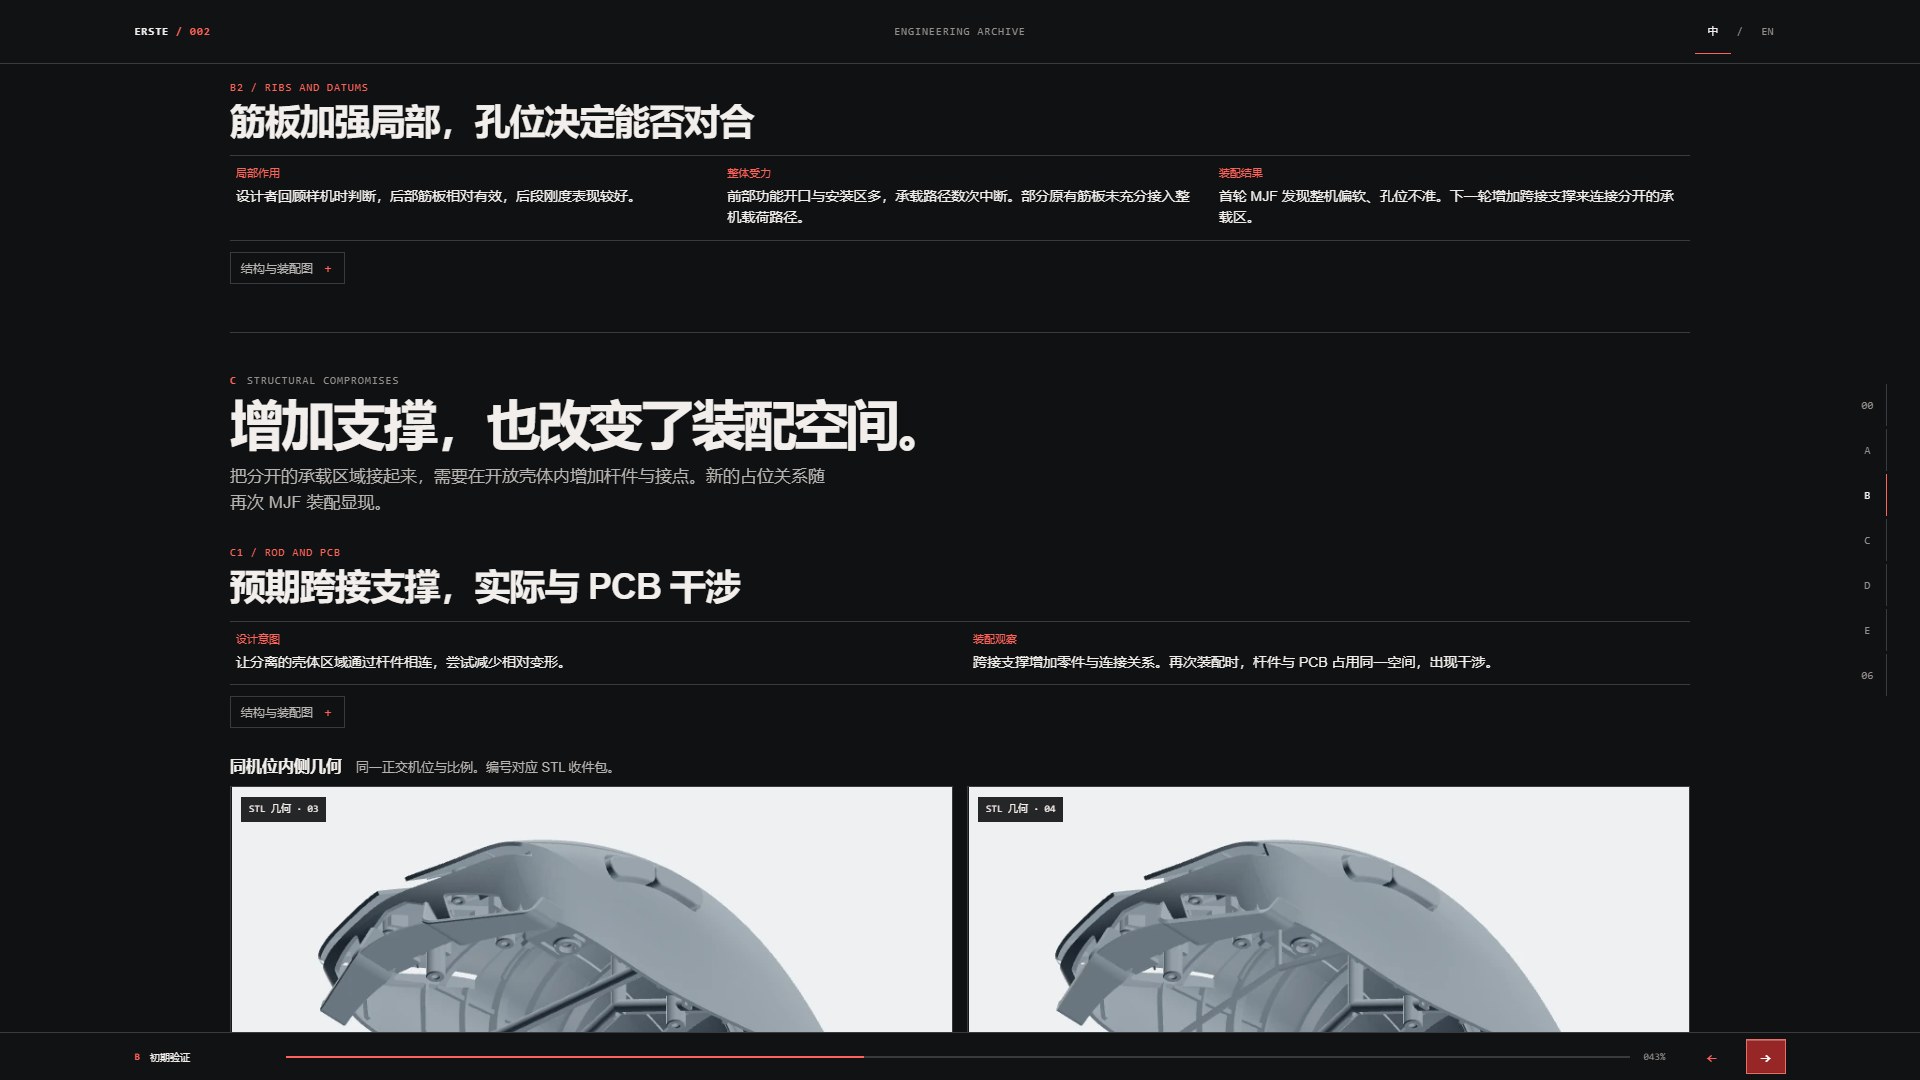 ERSTE / 002
ENGINEERING ARCHIVE
中 / EN
B2 / RIBS AND DATUMS
筋板加强局部，孔位决定能否对合
局部作用
设计者回顾样机时判断，后部筋板相对有效，后段刚度表现较好。
整体受力
前部功能开口与安装区多，承载路径数次中断。部分原有筋板未充分接入整
机载荷路径。
装配结果
首轮 MJF 发现整机偏软、孔位不准。下一轮增加跨接支撑来连接分开的承
载区。
结构与装配图 +
C STRUCTURAL COMPROMISES
增加支撑，也改变了装配空间。
把分开的承载区域接起来，需要在开放壳体内增加杆件与接点。新的占位关系随
再次 MJF 装配显现。
C1 / ROD AND PCB
预期跨接支撑，实际与 PCB 干涉
设计意图
让分离的壳体区域通过杆件相连，尝试减少相对变形。
装配观察
跨接支撑增加零件与连接关系。再次装配时，杆件与 PCB 占用同一空间，出现干涉。
结构与装配图 +
同机位内侧几何 同一正交机位与比例。编号对应 STL 收件包。
STL 几何 · 03
STL 几何 · 04
00
A
B
C
D
E
06
B 初期验证
043%
← →